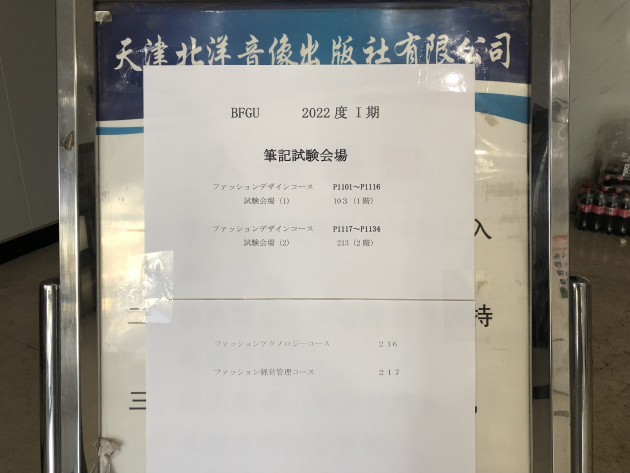 天津北洋音像出版社有限公司
BFGU 2022度 I 期
筆記試験会場
ファッションデザインコース P1101～P1116
試験会場（1） 103（1階）
ファッションデザインコース P1117～P1134
試験会場（2） 213（2階）
入
二
持
ファッションテクノロジーコース 216
ファッション経営管理コース 217
三